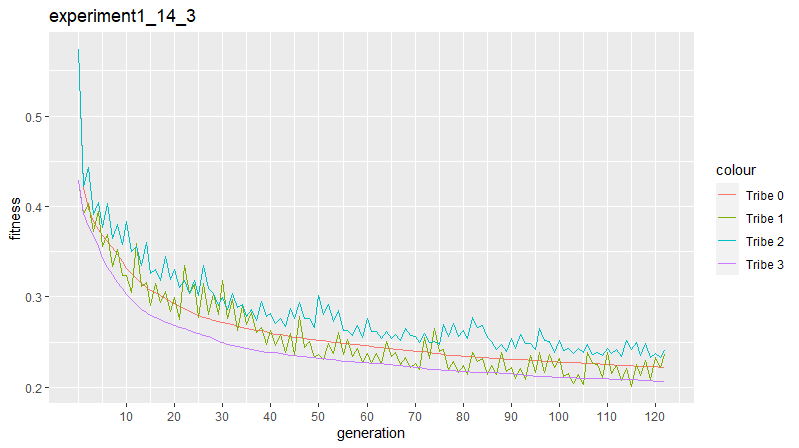 experiment1_14_3
fitness
0.5
0.4
0.3
0.2
10 20 30 40 50 60 70 80 90 100 110 120
generation
colour
Tribe 0
Tribe 1
Tribe 2
Tribe 3